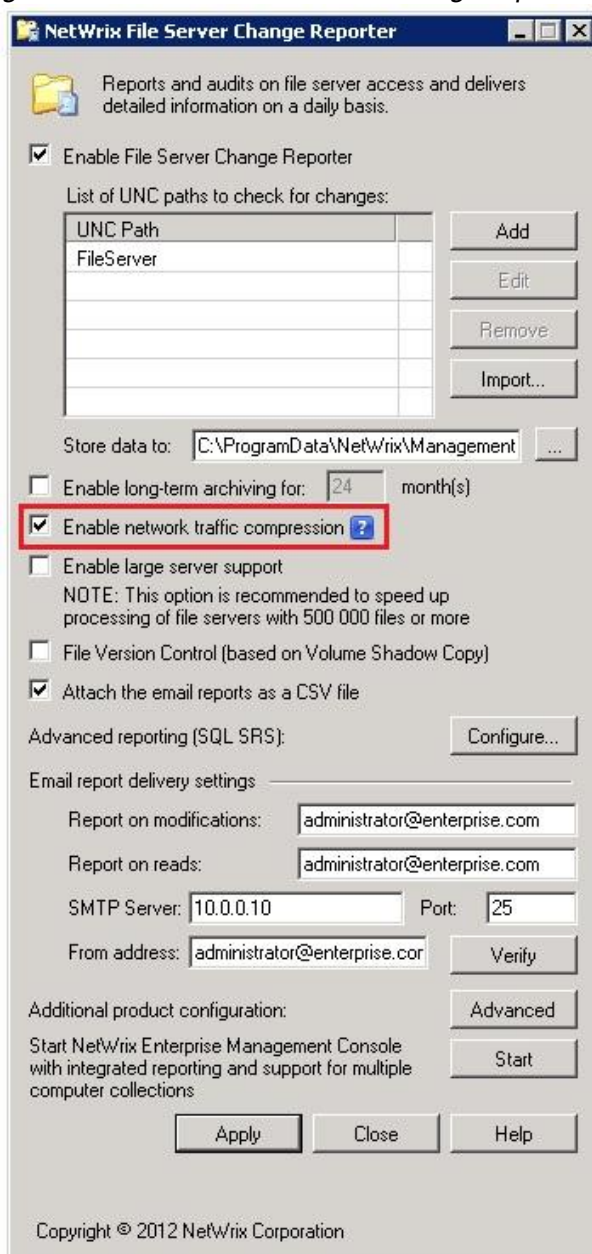 NetWrix File Server Change Reporter
Reports and audits on file server access and delivers
detailed information on a daily basis.
Enable File Server Change Reporter
List of UNC paths to check for changes:
UNC Path
Add
FileServer
Edit
Remove
Import...
Store data to: C:\ProgramData\NetWrix\Management ...
Enable long-term archiving for: 24 month(s)
Enable network traffic compression ?
Enable large server support
NOTE: This option is recommended to speed up
processing of file servers with 500 000 files or more
File Version Control (based on Volume Shadow Copy)
Attach the email reports as a CSV file
Advanced reporting (SQL SRS): Configure...
Email report delivery settings
Report on modifications: administrator@enterprise.com
Report on reads: administrator@enterprise.com
SMTP Server: 10.0.0.10 Port: 25
From address: administrator@enterprise.cor Verify
Additional product configuration: Advanced
Start NetWrix Enterprise Management Console
with integrated reporting and support for multiple
computer collections
Start
Apply Close Help
Copyright © 2012 NetWrix Corporation